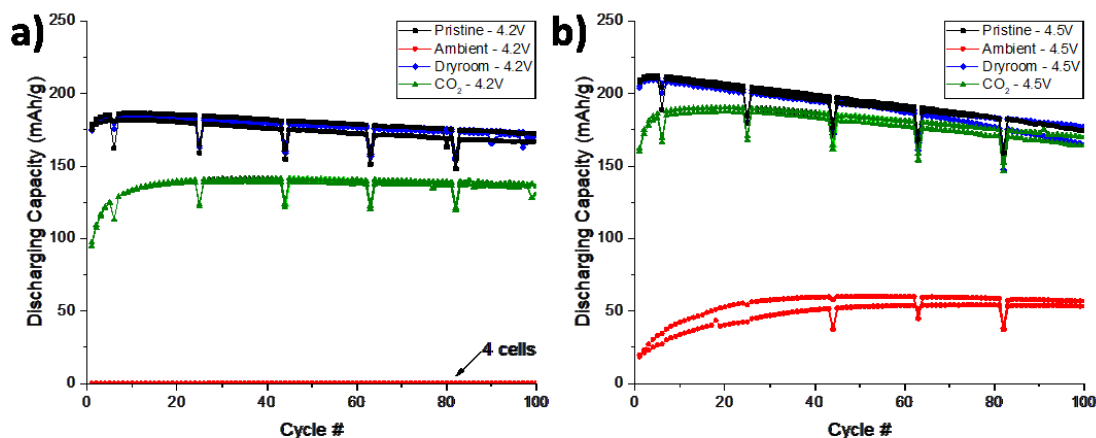 a)
250
200
150
100
50
0
Discharging Capacity (mAh/g)
Pristine - 4.2V
Ambient - 4.2V
Dryroom - 4.2V
CO₂ - 4.2V
4 cells
0
20
40
60
80
100
Cycle #
b)
250
200
150
100
50
0
Discharging Capacity (mAh/g)
Pristine - 4.5V
Ambient - 4.5V
Dryroom - 4.5V
CO₂ - 4.5V
0
20
40
60
80
100
Cycle #